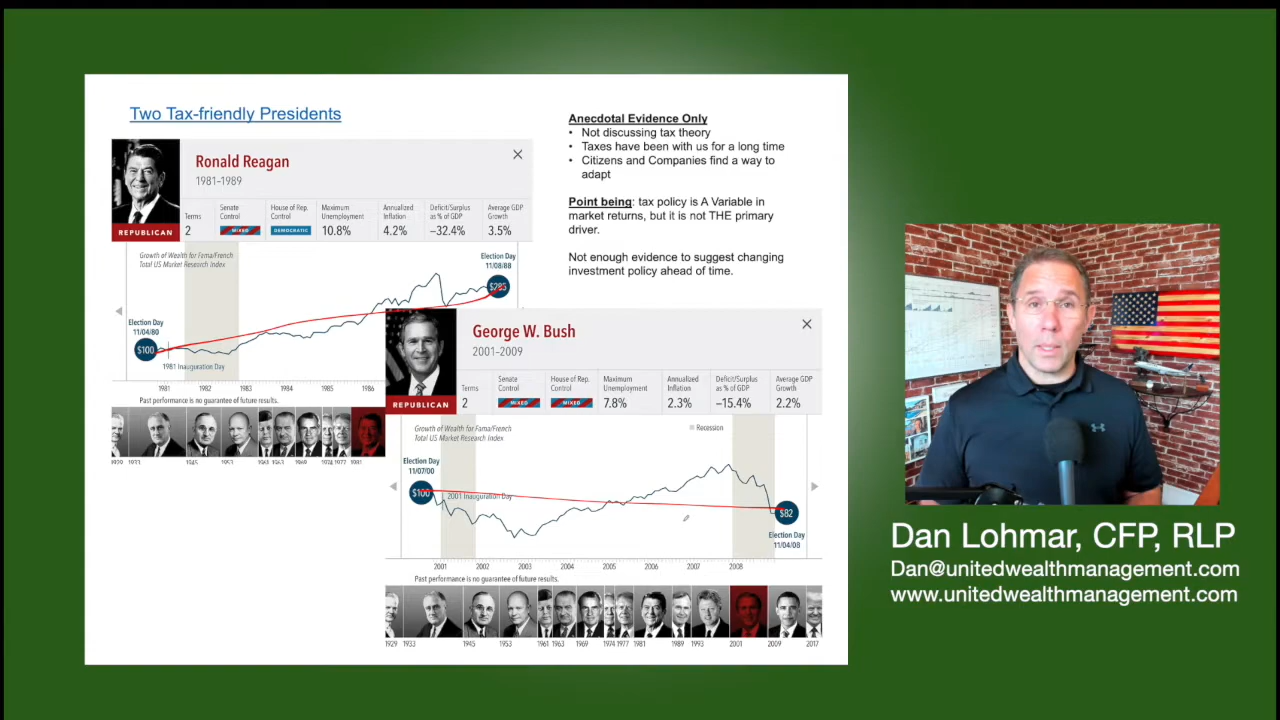 Two Tax-friendly Presidents
Anecdotal Evidence Only
• Not discussing tax theory
• Taxes have been with us for a long time
• Citizens and Companies find a way to
adapt
Point being: tax policy is A Variable in
market returns, but it is not THE primary
driver.
Not enough evidence to suggest changing
investment policy ahead of time.
Ronald Reagan
1981-1989
REPUBLICAN
Terms
2
Senate
Control
MIXED
House of Rep.
Control
DEMOCRATIC
Maximum
Unemployment
10.8%
Annualized
Inflation
4.2%
Deficit/Surplus
as % of GDP
–32.4%
Average GDP
Growth
3.5%
Growth of Wealth for Fama/French
Total US Market Research Index
Election Day
11/04/80
$100
1981 Inauguration Day
Election Day
11/08/88
$285
1981 1982 1983 1984 1985 1986
Past performance is no guarantee of future results.
1929 1933 1945 1953 1961 1963 1969 1974 1977 1981
George W. Bush
2001-2009
REPUBLICAN
Terms
2
Senate
Control
MIXED
House of Rep.
Control
MIXED
Maximum
Unemployment
7.8%
Annualized
Inflation
2.3%
Deficit/Surplus
as % of GDP
–15.4%
Average GDP
Growth
2.2%
Growth of Wealth for Fama/French
Total US Market Research Index
Recession
Election Day
11/07/00
$100
2001 Inauguration Day
$82
Election Day
11/04/08
2001 2002 2003 2004 2005 2006 2007 2008
Past performance is no guarantee of future results.
1929 1933 1945 1953 1961 1963 1969 1974 1977 1981 1989 1993 2001 2009 2017
Dan Lohmar, CFP, RLP
Dan@unitedwealthmanagement.com
www.unitedwealthmanagement.com